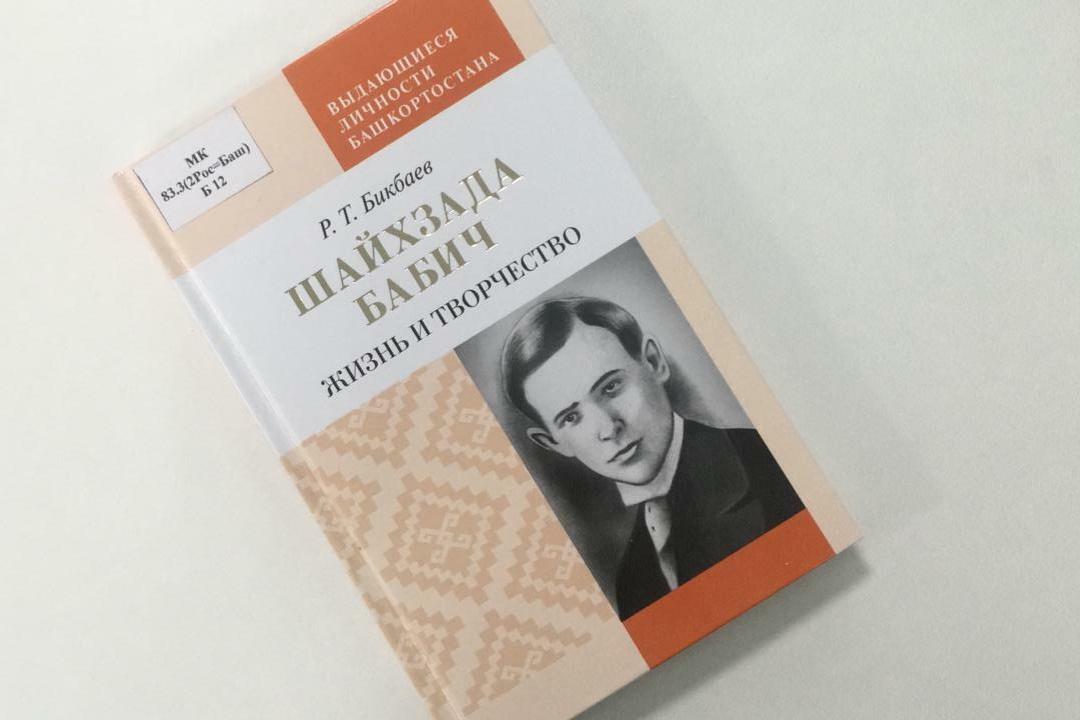 МК
83.3(2Рос=Баш)
Б 12
ВЫДАЮЩИЕСЯ
ЛИЧНОСТИ
БАШКОРТОСТАНА
Р. Т. Бикбаев
ШАЙХЗАДА
БАБИЧ
ЖИЗНЬ И ТВОРЧЕСТВО